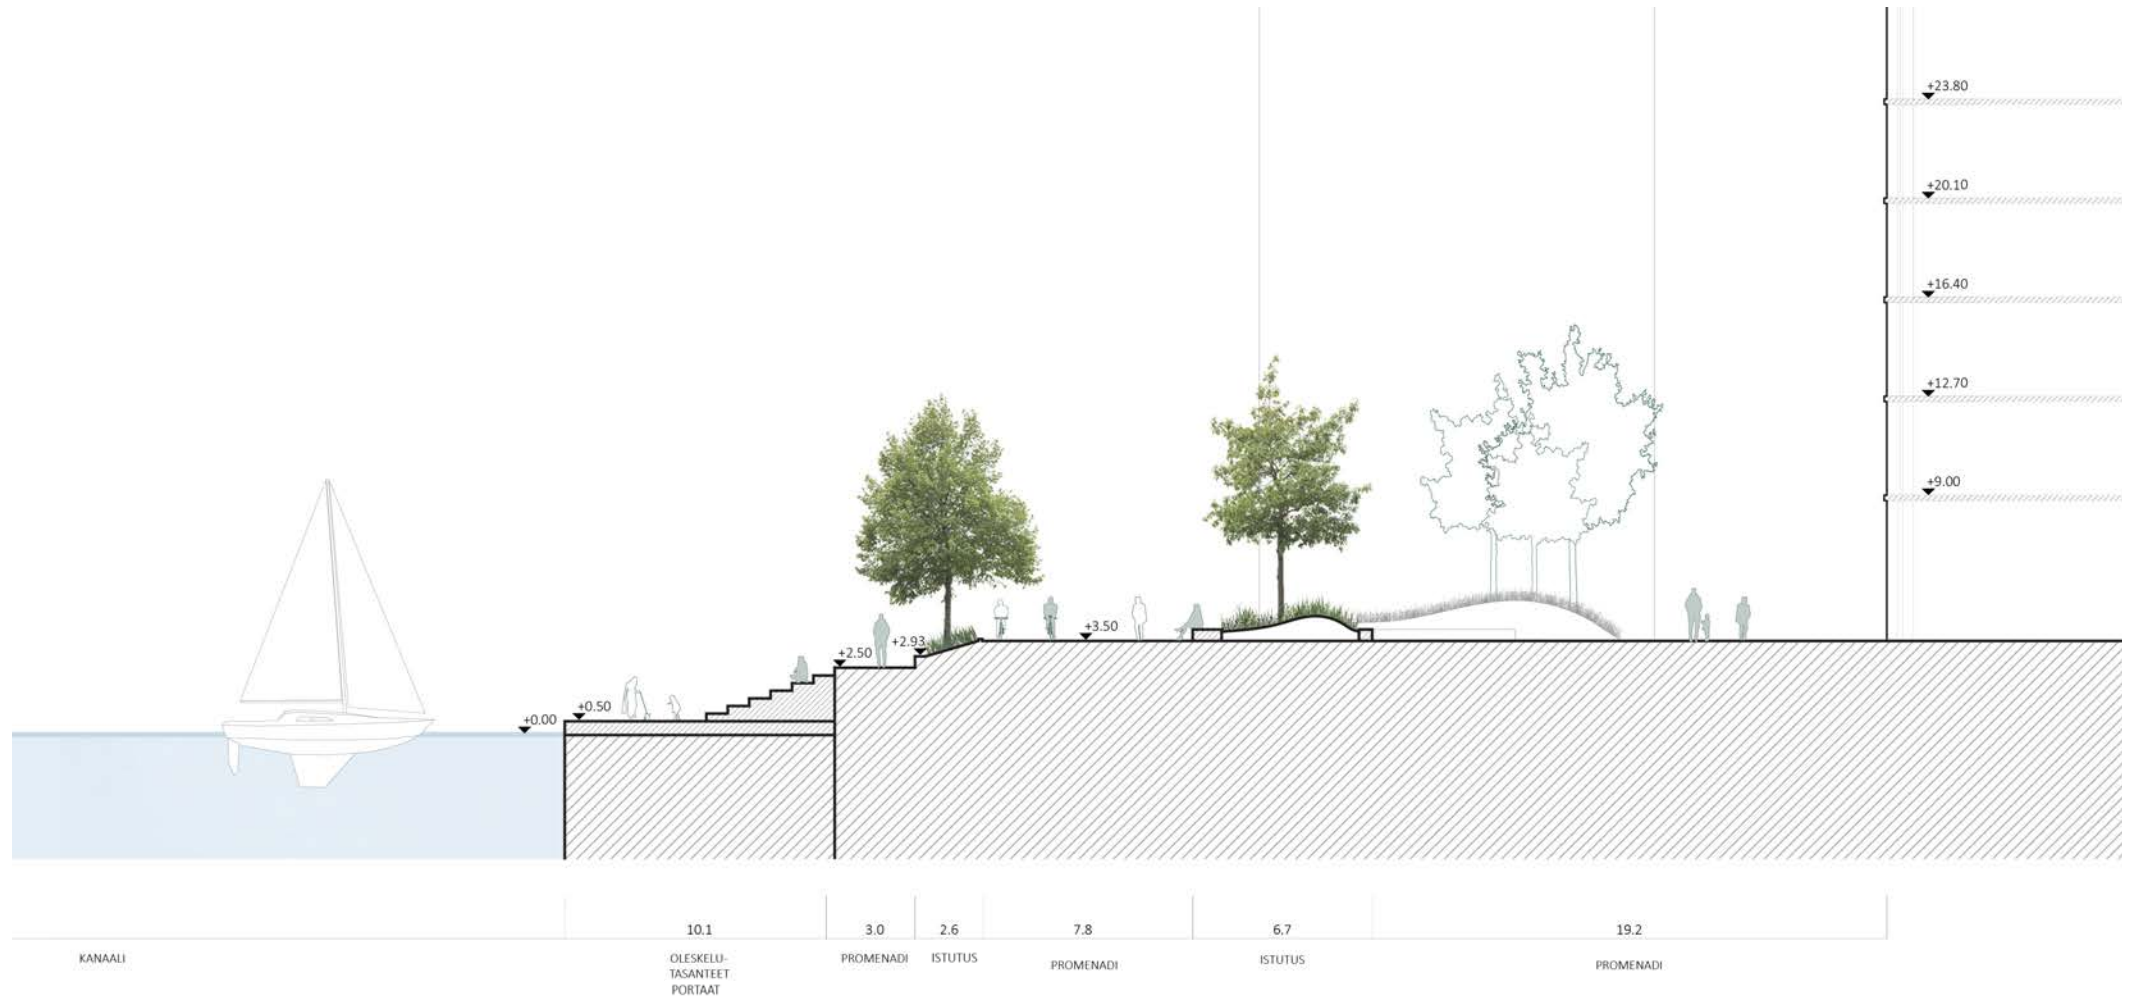 +23.80
+20.10
+16.40
+12.70
+9.00
+3.50
+2.93
+2.50
+0.50
+0.00
10.1
3.0
2.6
7.8
6.7
19.2
KANAALI
OLESKELU-
TASANTEET
PORTAAT
PROMENADI
ISTUTUS
PROMENADI
ISTUTUS
PROMENADI